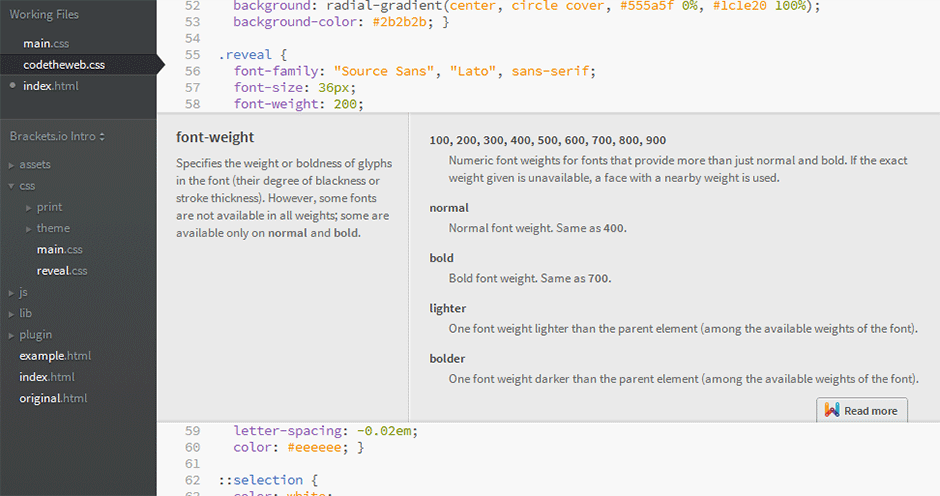 Working Files
main.css
codetheweb.css
index.html
Brackets.io Intro
assets
css
print
theme
main.css
reveal.css
js
lib
plugin
example.html
index.html
original.html
52 background: radial-gradient(center, circle cover, #555a5f 0%, #1c1e20 100%);
53 background-color: #2b2b2b; }
54
55 .reveal {
56 font-family: "Source Sans", "Lato", sans-serif;
57 font-size: 36px;
58 font-weight: 200;
font-weight
Specifies the weight or boldness of glyphs
in the font (their degree of blackness or
stroke thickness). However, some fonts
are not available in all weights; some are
available only on normal and bold.
100, 200, 300, 400, 500, 600, 700, 800, 900
Numeric font weights for fonts that provide more than just normal and bold. If the exact
weight given is unavailable, a face with a nearby weight is used.
normal
Normal font weight. Same as 400.
bold
Bold font weight. Same as 700.
lighter
One font weight lighter than the parent element (among the available weights of the font).
bolder
One font weight darker than the parent element (among the available weights of the font).
Read more
59 letter-spacing: -0.02em;
60 color: #eeeeee; }
61
62 ::selection {
63 color: white;